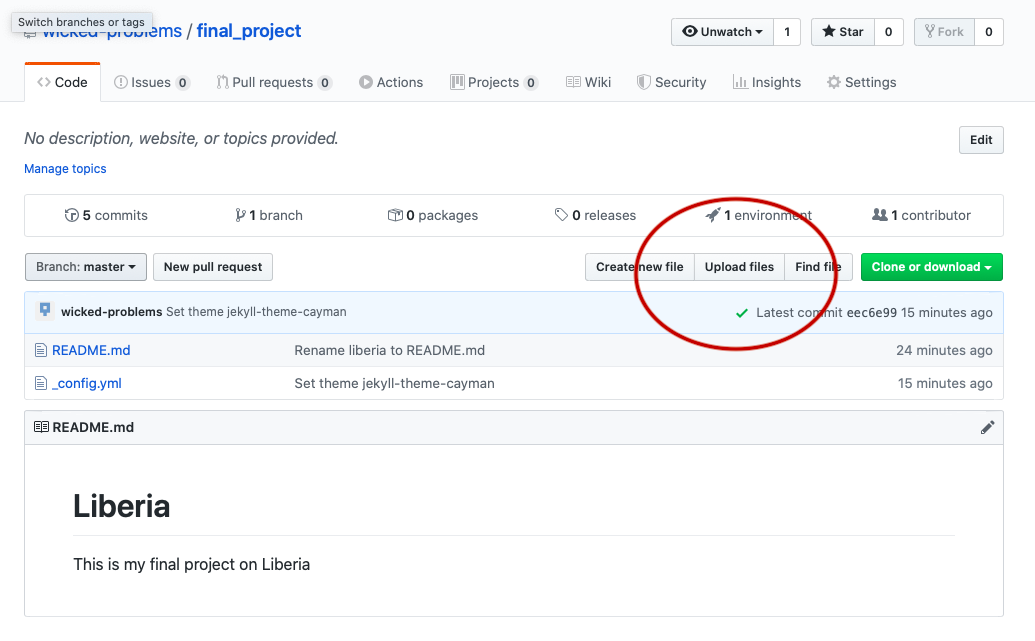 Switch branches or tags
wicked-problems / final_project
Unwatch 1 Star 0 Fork 0
Code Issues 0 Pull requests 0 Actions Projects 0 Wiki Security Insights Settings
No description, website, or topics provided.
Edit
Manage topics
5 commits 1 branch 0 packages 0 releases 1 environment 1 contributor
Branch: master New pull request Create new file Upload files Find file Clone or download
wicked-problems Set theme jekyll-theme-cayman Latest commit eec6e99 15 minutes ago
README.md Rename liberia to README.md 24 minutes ago
_config.yml Set theme jekyll-theme-cayman 15 minutes ago
README.md
Liberia
This is my final project on Liberia